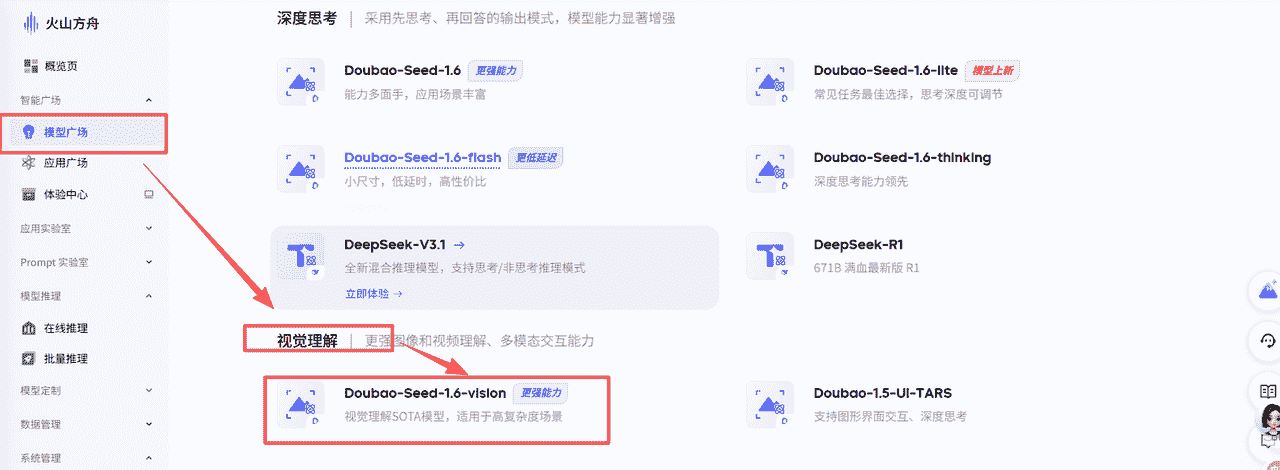 火山方舟
概览页
智能广场
模型广场
应用广场
体验中心
应用实验室
Prompt 实验室
模型推理
在线推理
批量推理
模型定制
数据管理
系统管理
深度思考 | 采用先思考、再回答的输出模式，模型能力显著增强
Doubao-Seed-1.6 更强能力
能力多面手，应用场景丰富
Doubao-Seed-1.6-lite 模型上新
常见任务最佳选择，思考深度可调节
Doubao-Seed-1.6-flash 更低延迟
小尺寸，低延时，高性价比
Doubao-Seed-1.6-thinking
深度思考能力领先
DeepSeek-V3.1 →
全新混合推理模型，支持思考/非思考推理模式
立即体验 →
DeepSeek-R1
671B 满血最新版 R1
视觉理解 | 更强图像和视频理解、多模态交互能力
Doubao-Seed-1.6-vision 更强能力
视觉理解SOTA模型，适用于高复杂度场景
Doubao-1.5-UI-TARS
支持图形界面交互、深度思考